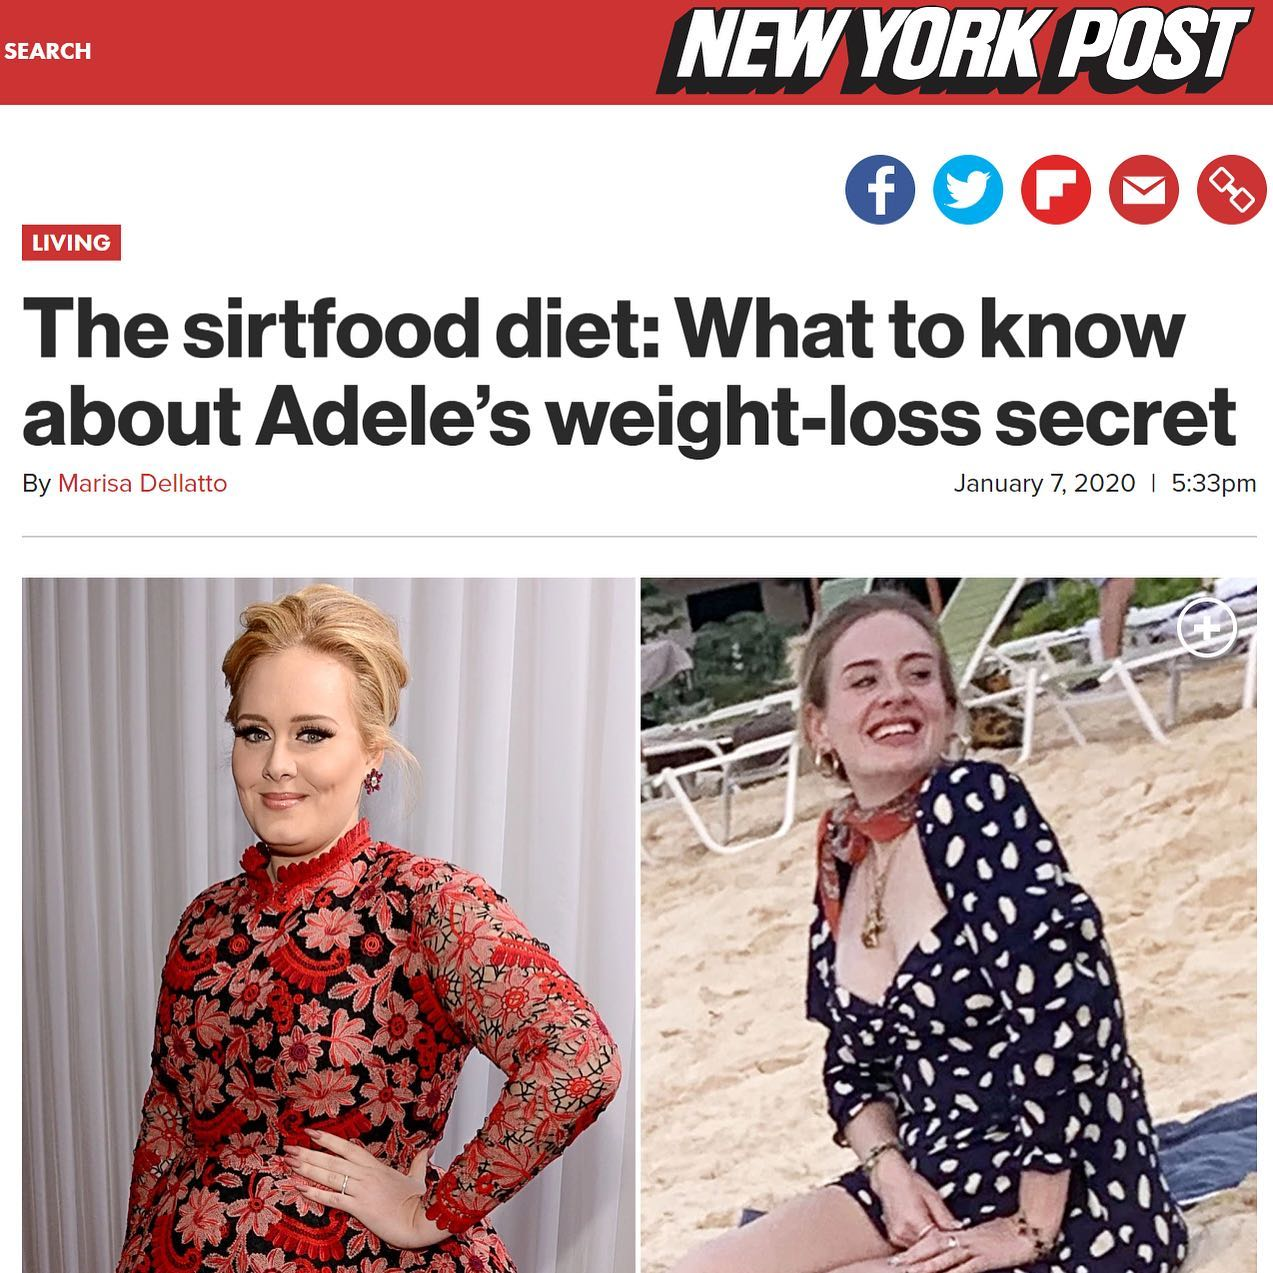 SEARCH
NEW YORK POST
LIVING
The sirtfood diet: What to know
about Adele’s weight-loss secret
By Marisa Dellatto
January 7, 2020 | 5:33pm